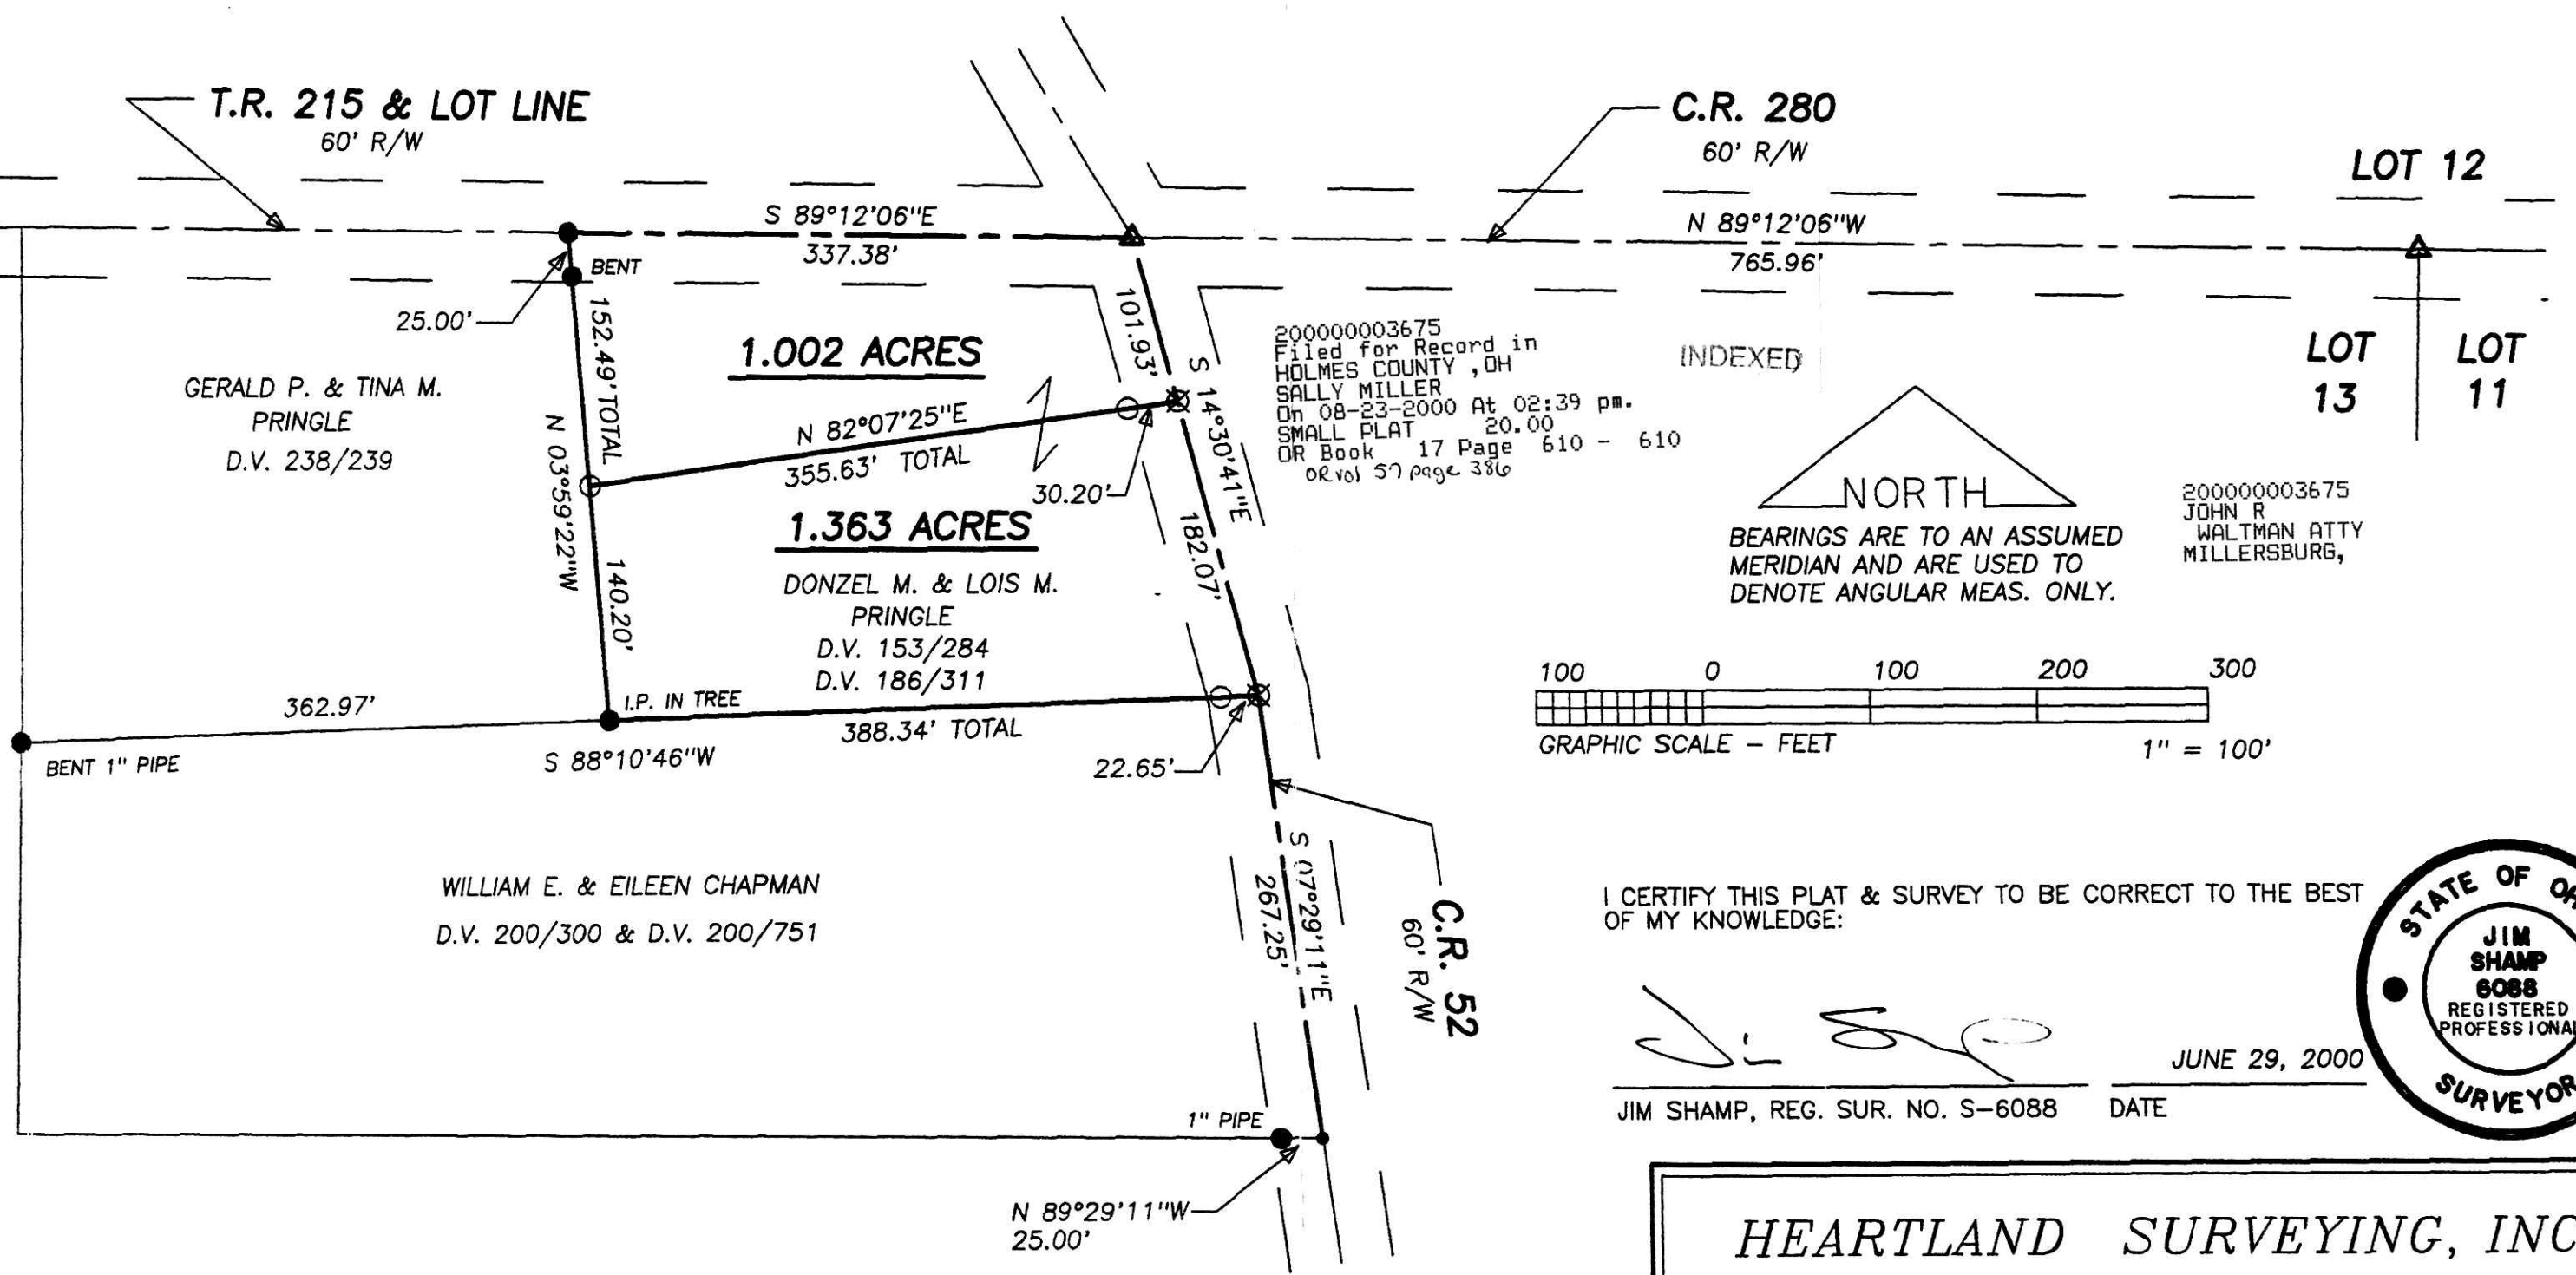 T.R. 215 & LOT LINE
60' R/W
C.R. 280
60' R/W
LOT 12
S 89°12'06"E
337.38'
N 89°12'06"W
765.96'
BENT
25.00'
152.49' TOTAL
N 03°59'22"W
140.20'
101.93'
S 14°30'41"E
182.07'
1.002 ACRES
GERALD P. & TINA M.
PRINGLE
D.V. 238/239
N 82°07'25"E
355.63' TOTAL
30.20'
200000003675
Filed for Record in
HOLMES COUNTY ,OH
SALLY MILLER
On 08-23-2000 At 02:39 pm.
SMALL PLAT 20.00
OR Book 17 Page 610 - 610
OR vol 57 page 386
INDEXED
LOT
13
LOT
11
NORTH
BEARINGS ARE TO AN ASSUMED
MERIDIAN AND ARE USED TO
DENOTE ANGULAR MEAS. ONLY.
200000003675
JOHN R
WALTMAN ATTY
MILLERSBURG,
1.363 ACRES
DONZEL M. & LOIS M.
PRINGLE
D.V. 153/284
D.V. 186/311
362.97'
I.P. IN TREE
388.34' TOTAL
BENT 1" PIPE
S 88°10'46"W
22.65'
100 0 100 200 300
GRAPHIC SCALE - FEET
1" = 100'
WILLIAM E. & EILEEN CHAPMAN
D.V. 200/300 & D.V. 200/751
S 07°29'11"E
267.25'
C.R. 52
60' R/W
1" PIPE
N 89°29'11"W
25.00'
I CERTIFY THIS PLAT & SURVEY TO BE CORRECT TO THE BEST
OF MY KNOWLEDGE:
JUNE 29, 2000
JIM SHAMP, REG. SUR. NO. S-6088 DATE
STATE OF
JIM
SHAMP
6088
REGISTERED
PROFESSIONAL
SURVEYOR
HEARTLAND SURVEYING, INC